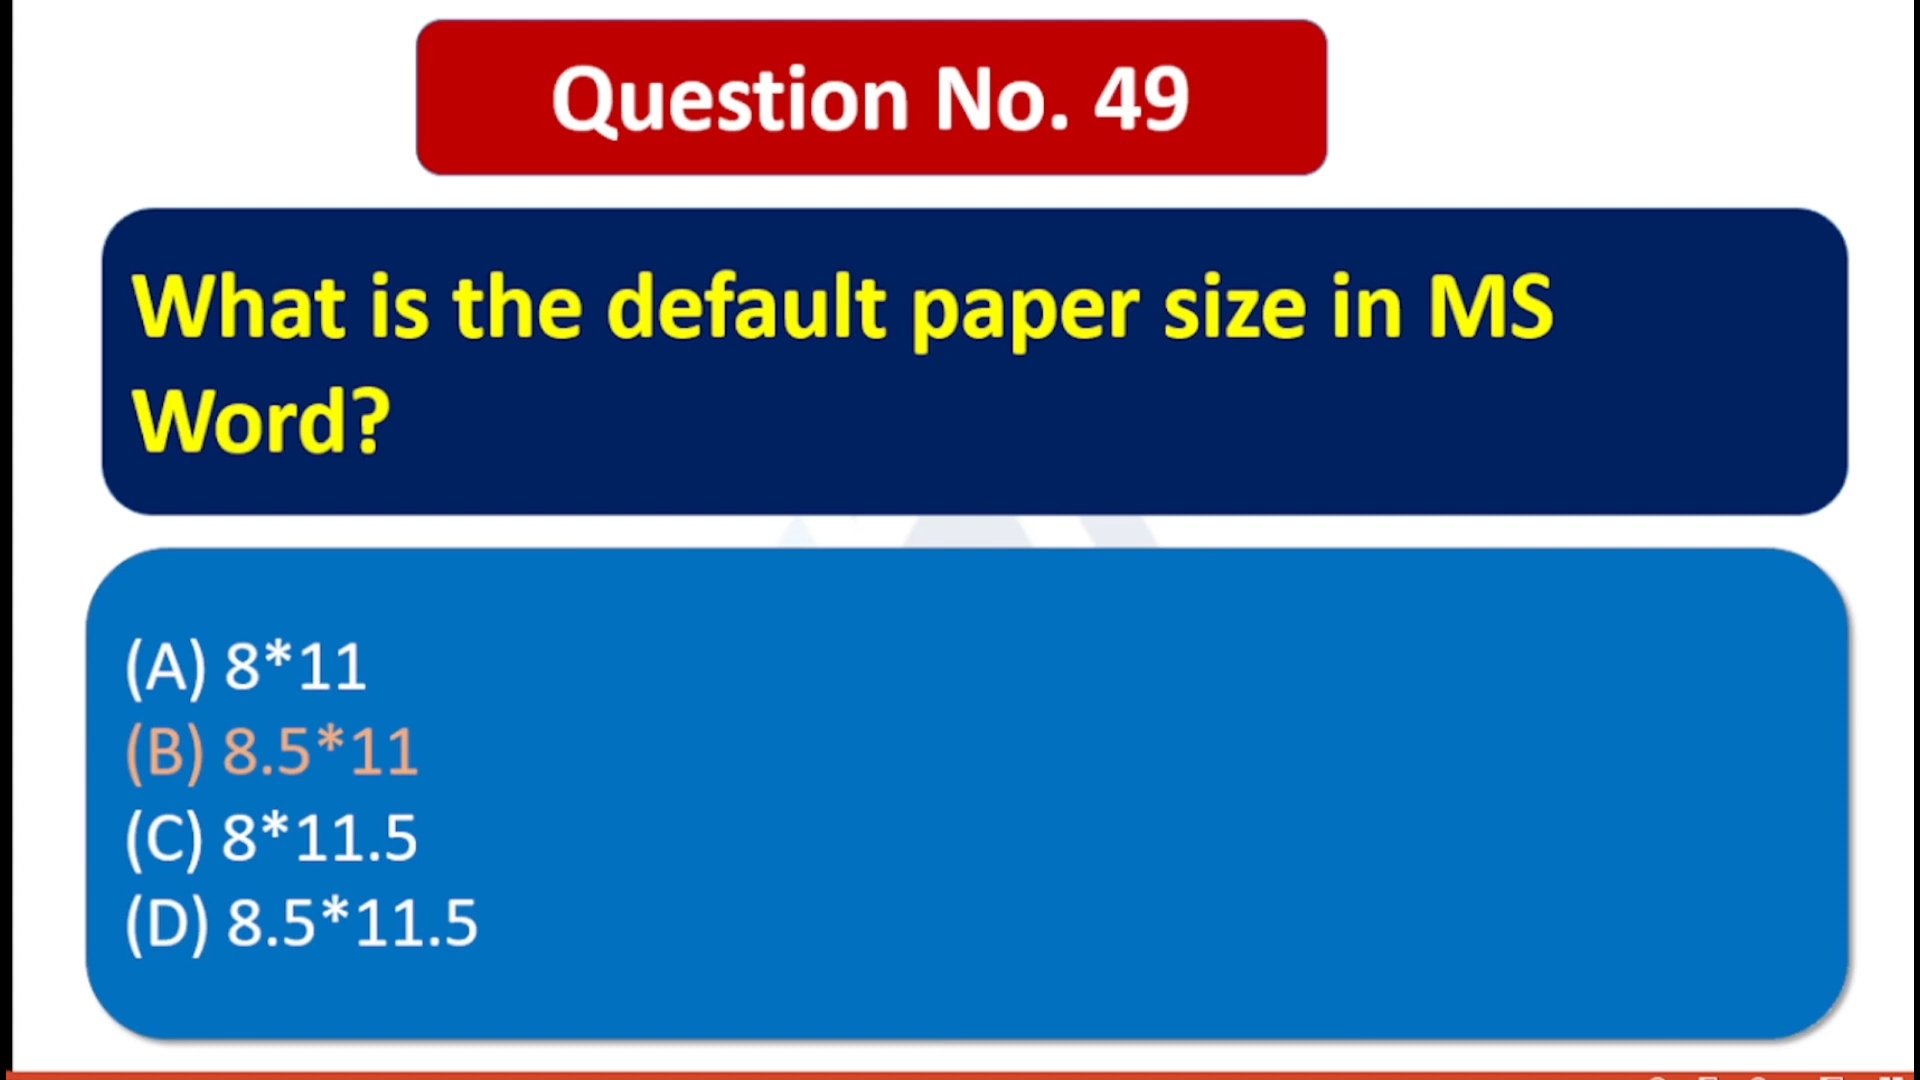 Question No. 49
What is the default paper size in MS
Word?
(A) 8*11
(B) 8.5*11
(C) 8*11.5
(D) 8.5*11.5